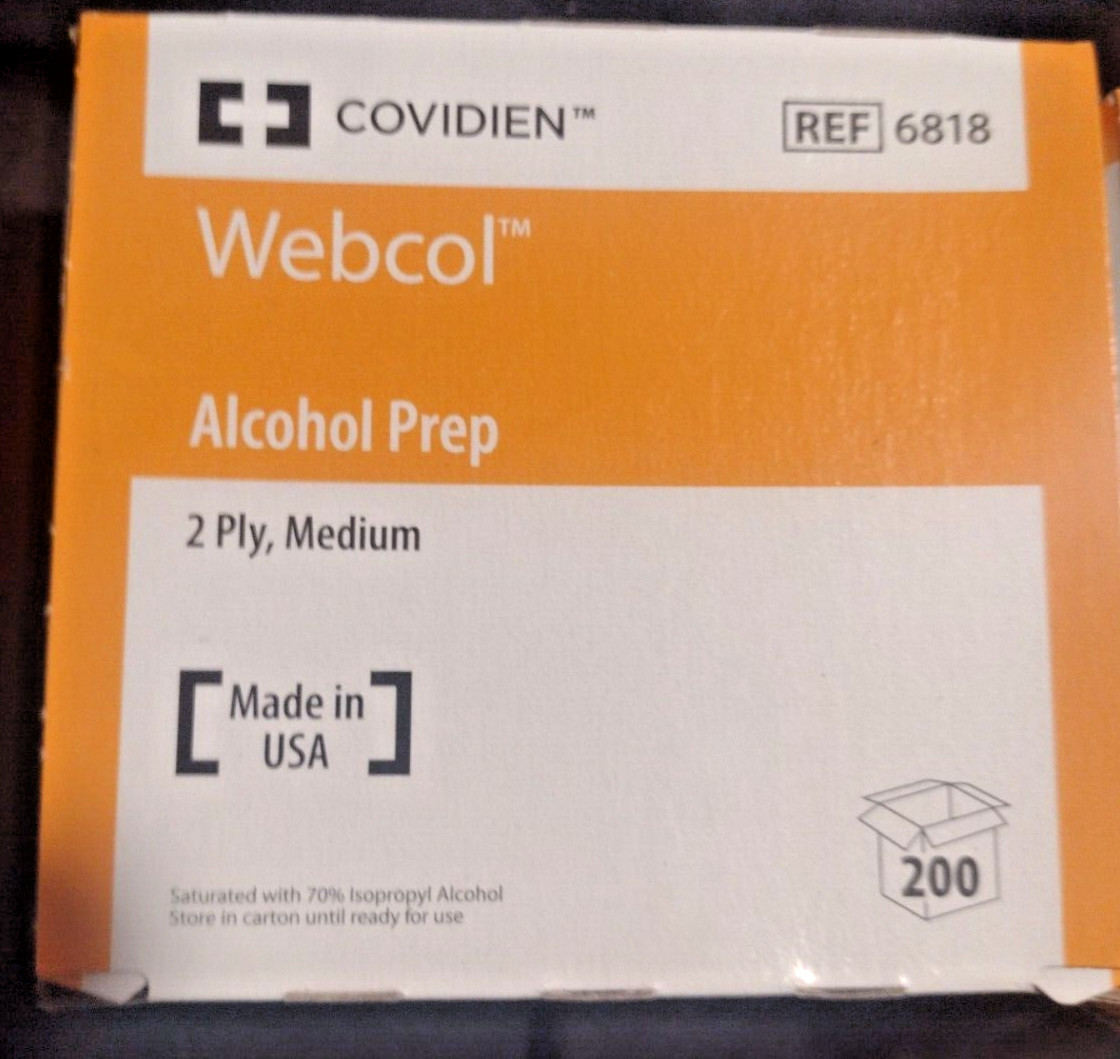 COVIDIEN™
REF 6818
Webcol™
Alcohol Prep
2 Ply, Medium
Made in
USA
200
Saturated with 70% Isopropyl Alcohol
Store in carton until ready for use